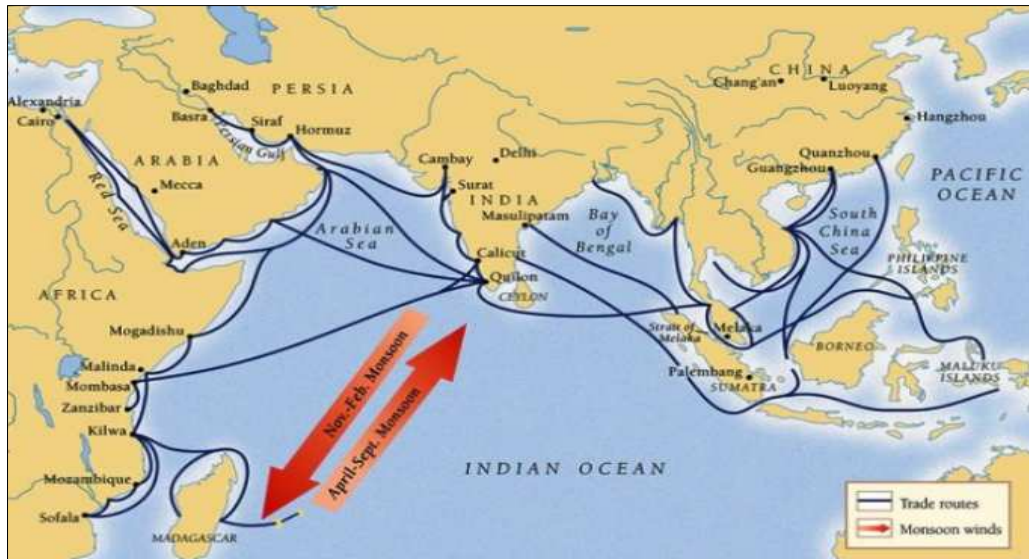 CHINA
Chang'an
Luoyang
Baghdad
PERSIA
Alexandria
Cairo
Basra
Siraf
Hormuz
Persian Gulf
Hangzhou
Delhi
Cambay
Quanzhou
Guangzhou
ARABIA
Mecca
Surat
INDIA
PACIFIC
OCEAN
Red Sea
Masulipatam
Bay
of
Bengal
South
China
Sea
Arabian
Sea
Aden
Calicut
PHILIPPINE
ISLANDS
Quilon
CEYLON
AFRICA
Mogadishu
Strait of
Melaka
Melaka
BORNEO
Malinda
Mombasa
Palembang
SUMATRA
MALUKU
ISLANDS
Zanzibar
Nov.-Feb. Monsoon
April-Sept. Monsoon
Kilwa
INDIAN OCEAN
Mozambique
Sofala
MADAGASCAR
Trade routes
Monsoon winds